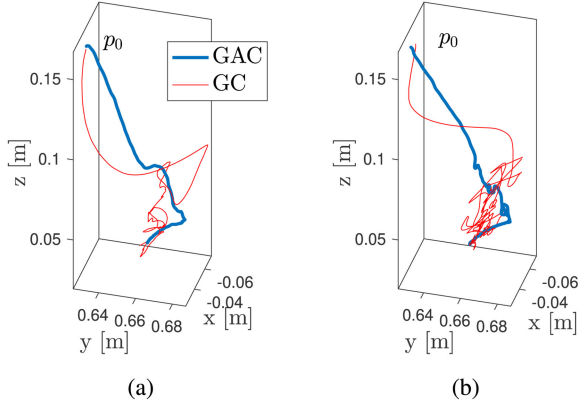 p0
GAC
GC
0.15
0.1
0.05
z [m]
0.64
0.66
0.68
y [m]
-0.06
-0.04
x [m]
(a)
p0
0.15
0.1
0.05
z [m]
0.64
0.66
0.68
y [m]
-0.06
-0.04
x [m]
(b)